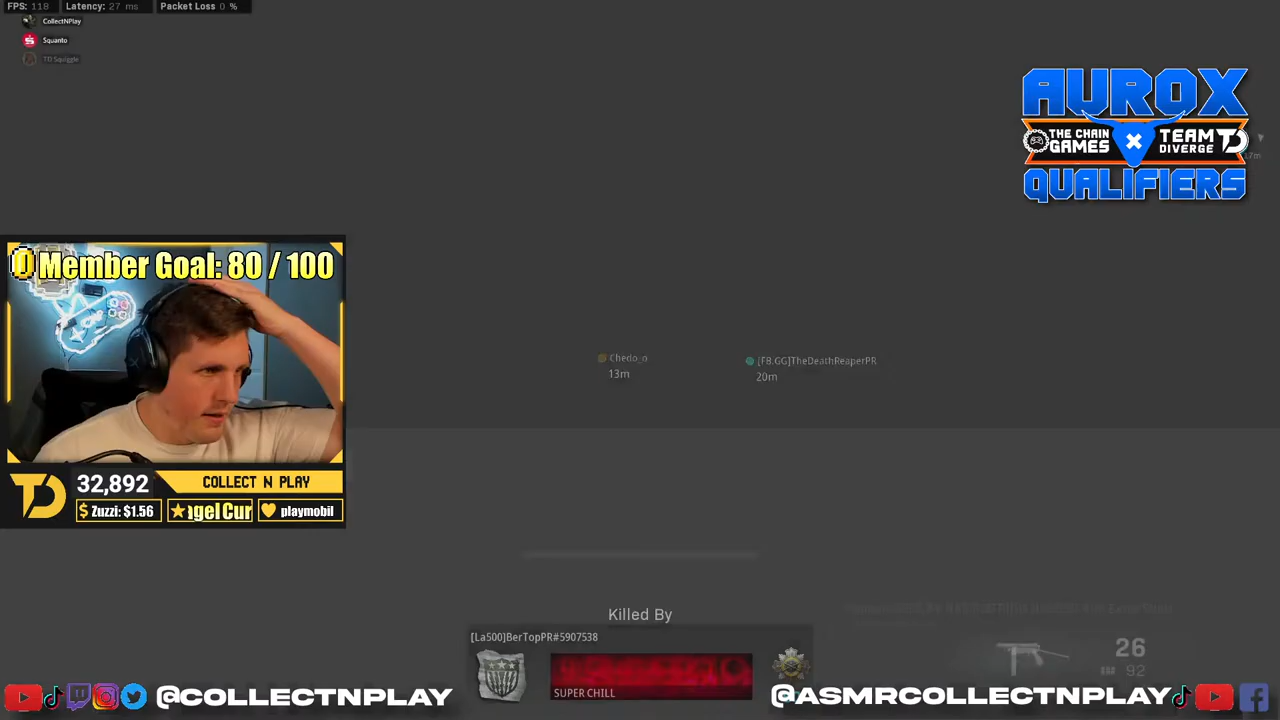 FPS: 118 Latency: 27 ms Packet Loss 0 %
CollectNPlay
Squanto
TD Squiggle
AUROX
THE CHAIN GAMES
TEAM DIVERGE
QUALIFIERS
Member Goal: 80 / 100
Chedo_o
13m
[FB.GG]TheDeathReaperPR
20m
32,892
COLLECT N PLAY
$ Zuzzi: $1.56
gel Cur
playmobil
Killed By
[La500]BerTopPR#5907538
SUPER CHILL
26
92
@COLLECTNPLAY
@ASMRCOLLECTNPLAY